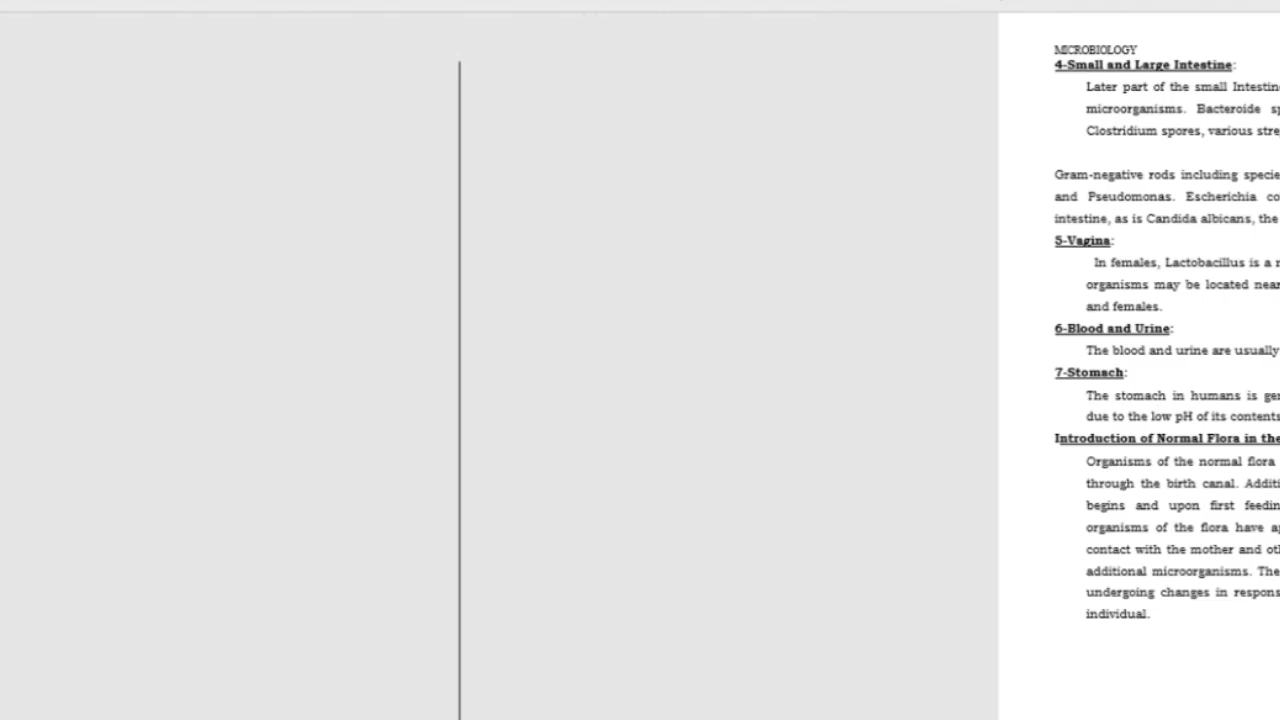 MICROBIOLOGY
4-Small and Large Intestine:
Later part of the small Intestin
microorganisms. Bacteroide sp
Clostridium spores, various stre
Gram-negative rods including specie
and Pseudomonas. Escherichia co
intestine, as is Candida albicans, the
5-Vagina:
In females, Lactobacillus is a
organisms may be located near
and females.
6-Blood and Urine:
The blood and urine are usually
7-Stomach:
The stomach in humans is gen
due to the low pH of its contents
Introduction of Normal Flora in the
Organisms of the normal flora
through the birth canal. Additi
begins and upon first feedin
organisms of the flora have ap
contact with the mother and oth
additional microorganisms. The
undergoing changes in respons
individual.